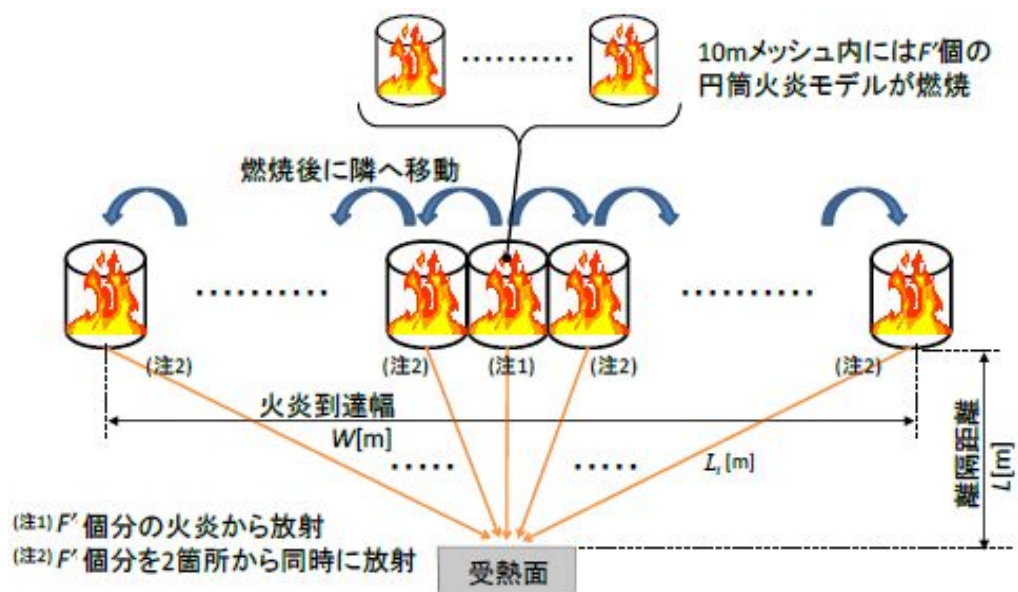 10mメッシュ内にはF'個の
円筒火炎モデルが燃焼
燃焼後に隣へ移動
(注2)
(注2)
(注1)
(注2)
(注2)
火炎到達幅
W[m]
Li [m]
離隔距離
L[m]
(注1) F' 個分の火炎から放射
(注2) F' 個分を2箇所から同時に放射
受熱面